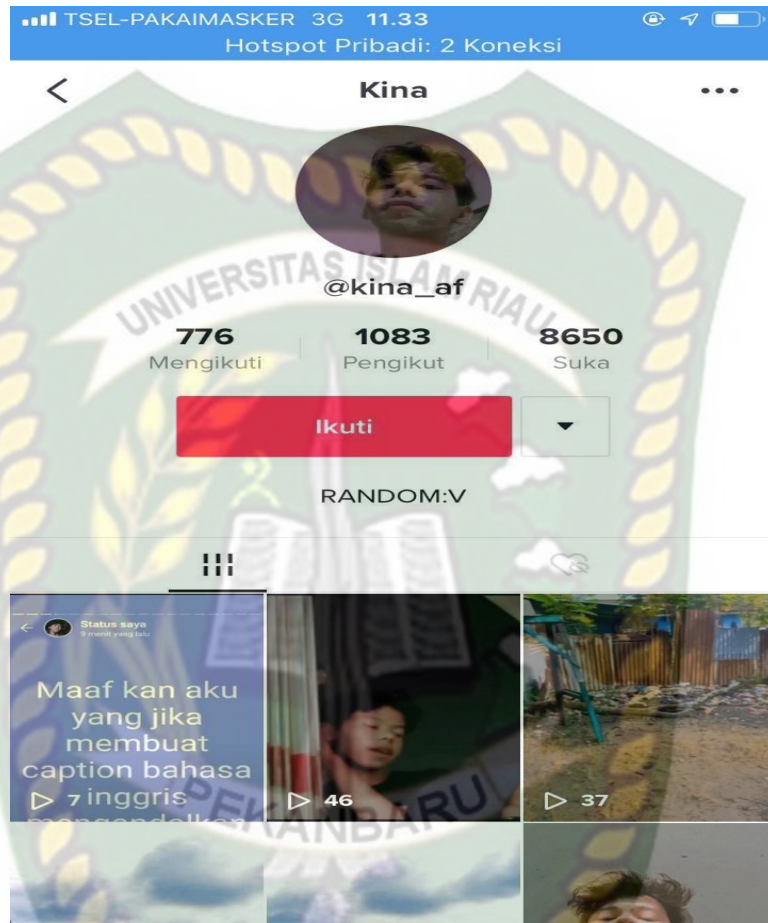 TSEL-PAKAIMASKER 3G 11.33
Hotspot Pribadi: 2 Koneksi
Kina
UNIVERSITAS ISLAM RIAU
@kina_af
776 1083 8650
Mengikuti Pengikut Suka
Ikuti
RANDOM:V
Status saya
9 menit yang lalu
Maaf kan aku
yang jika
membuat
caption bahasa
inggris
mengandalkan
7 46 37
PEKANBARU